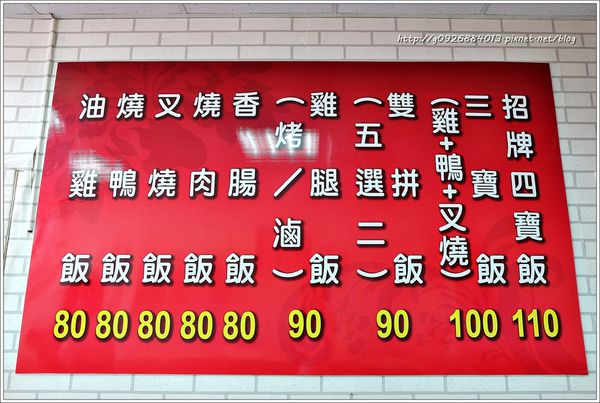 http://g0926884013.pixnet.net/blog
招牌四寶飯 110
三寶飯 (雞+鴨+叉燒) 100
雙拼飯 (五選二) 90
雞腿飯 (烤/滷) 90
香腸飯 80
燒肉飯 80
叉燒飯 80
燒鴨飯 80
油雞飯 80